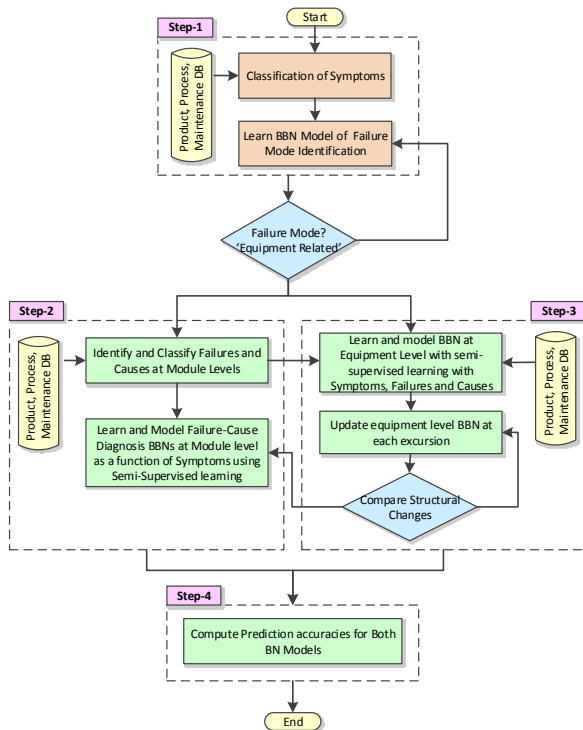 Start
Step-1
Product, Process,
Maintenance DB
Classification of Symptoms
Learn BBN Model of Failure
Mode Identification
Failure Mode?
'Equipment Related'
Step-2
Product, Process,
Maintenance DB
Identify and Classify Failures and
Causes at Module Levels
Learn and Model Failure-Cause
Diagnosis BBNs at Module level
as a function of Symptoms using
Semi-Supervised learning
Step-3
Learn and model BBN at
Equipment Level with semi-
supervised learning with
Symptoms, Failures and Causes
Product, Process,
Maintenance DB
Update equipment level BBN at
each excursion
Compare Structural
Changes
Step-4
Compute Prediction accuracies for Both
BN Models
End